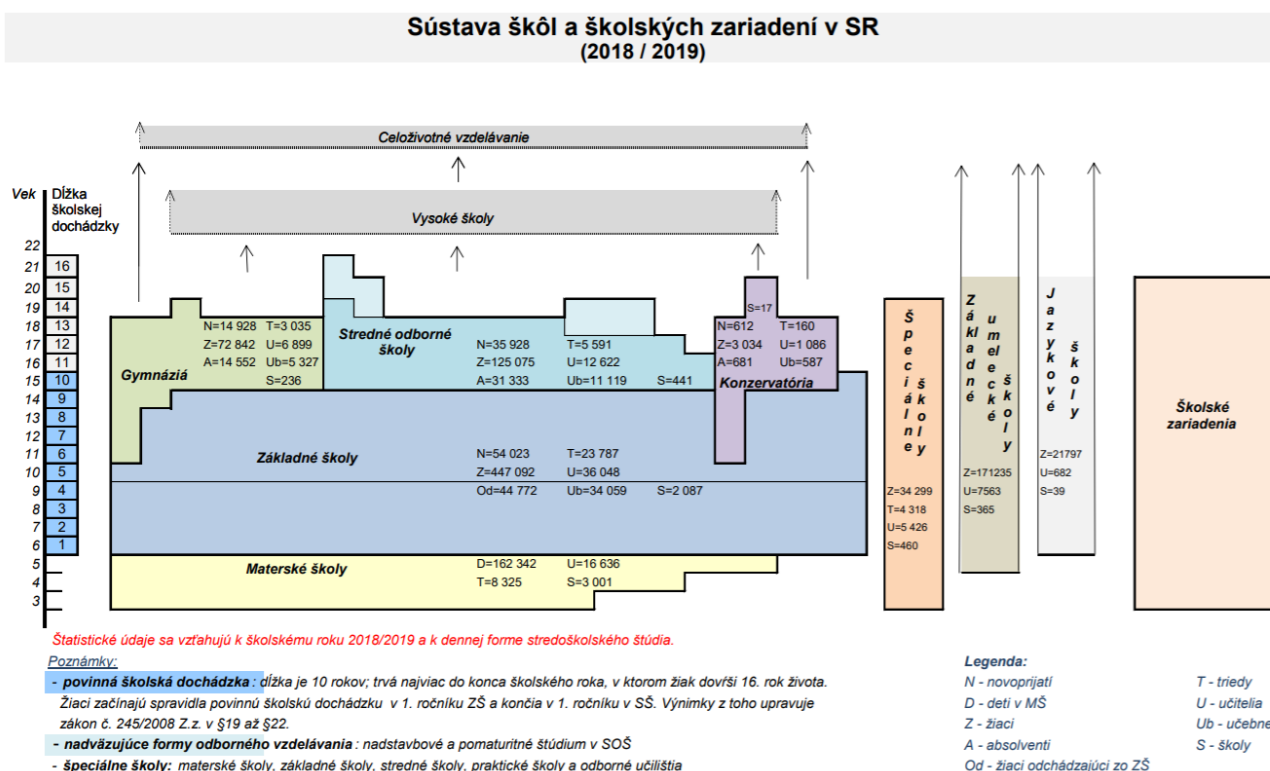 Sústava škôl a školských zariadení v SR
(2018 / 2019)
Celoživotné vzdelávanie
Vysoké školy
Vek
Dĺžka
školskej
dochádzky
22
21 16
20 15
19 14
18 13
17 12
16 11
15 10
14 9
13 8
12 7
11 6
10 5
9 4
8 3
7 2
6 1
5
4
3
Gymnáziá
N=14 928 T=3 035
Z=72 842 U=6 899
A=14 552 Ub=5 327
S=236
Stredné odborné
školy
N=35 928 T=5 591
Z=125 075 U=12 622
A=31 333 Ub=11 119 S=441
S=17
N=612 T=160
Z=3 034 U=1 086
A=681 Ub=587
Konzervatória
Základné školy
N=54 023 T=23 787
Z=447 092 U=36 048
Od=44 772 Ub=34 059 S=2 087
Materské školy
D=162 342 U=16 636
T=8 325 S=3 001
Špeciálne
školy
Z=34 299
T=4 318
U=5 426
S=460
Základné
umelecké
školy
Z=171235
U=7563
S=365
Jazykové
školy
Z=21797
U=682
S=39
Školské
zariadenia
Štatistické údaje sa vzťahujú k školskému roku 2018/2019 a k dennej forme stredoškolského štúdia.
Poznámky:
- povinná školská dochádzka : dĺžka je 10 rokov; trvá najviac do konca školského roka, v ktorom žiak dovŕši 16. rok života.
Žiaci začínajú spravidla povinnú školskú dochádzku v 1. ročníku ZŠ a končia v 1. ročníku v SŠ. Výnimky z toho upravuje
zákon č. 245/2008 Z.z. v §19 až §22.
- nadväzujúce formy odborného vzdelávania : nadstavbové a pomaturitné štúdium v SOŠ
- špeciálne školy: materské školy, základné školy, stredné školy, praktické školy a odborné učilištia
Legenda:
N - novoprijatí T - triedy
D - deti v MŠ U - učitelia
Z - žiaci Ub - učebne
A - absolventi S - školy
Od - žiaci odchádzajúci zo ZŠ